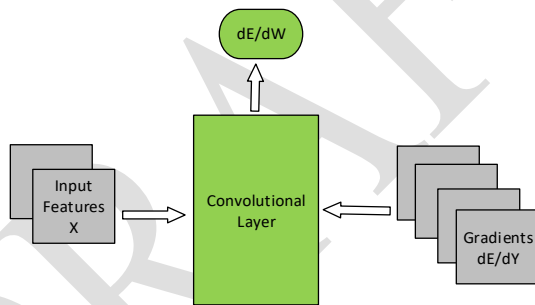 dE/dW
Input
Features
X
Convolutional
Layer
Gradients
dE/dY